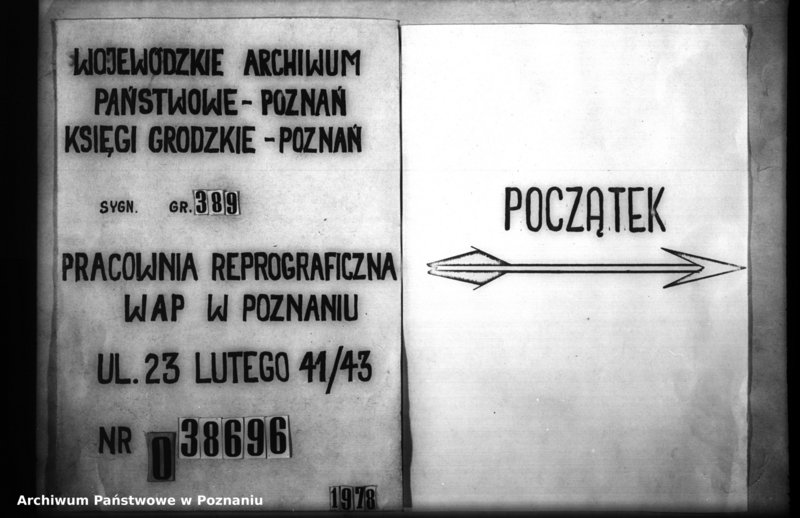 WOJEWÓDZKIE ARCHIWUM
PAŃSTWOWE - POZNAŃ
KSIĘGI GRODZKIE - POZNAŃ
SYGN. GR. 389
PRACOWNIA REPROGRAFICZNA
WAP W POZNANIU
UL. 23 LUTEGO 41/43
NR 038696
1978
POCZĄTEK
Archiwum Państwowe w Poznaniu